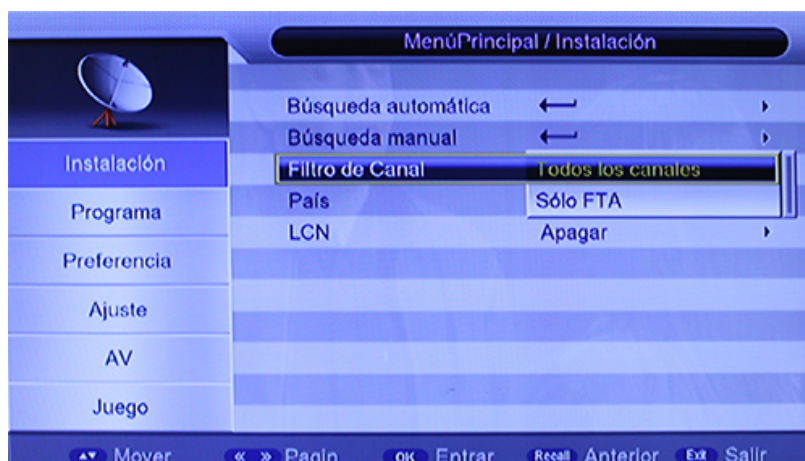 MenúPrincipal / Instalación
Instalación
Programa
Preferencia
Ajuste
AV
Juego
Búsqueda automática
Búsqueda manual
Filtro de Canal Todos los canales
País Sólo FTA
LCN Apagar
Mover Pagin OK Entrar Recall Anterior Exit Salir